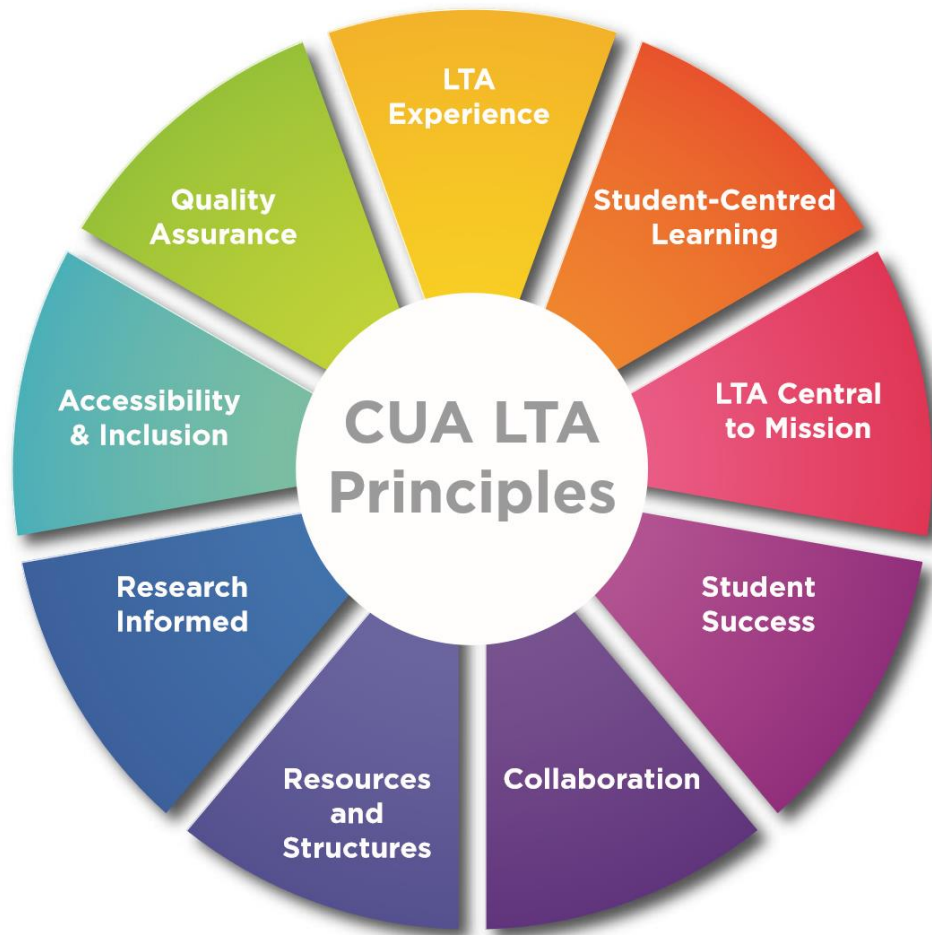 LTA
Experience
Student-Centred
Learning
LTA Central
to Mission
Student
Success
Collaboration
Resources
and
Structures
Research
Informed
Accessibility
& Inclusion
Quality
Assurance
CUA LTA
Principles